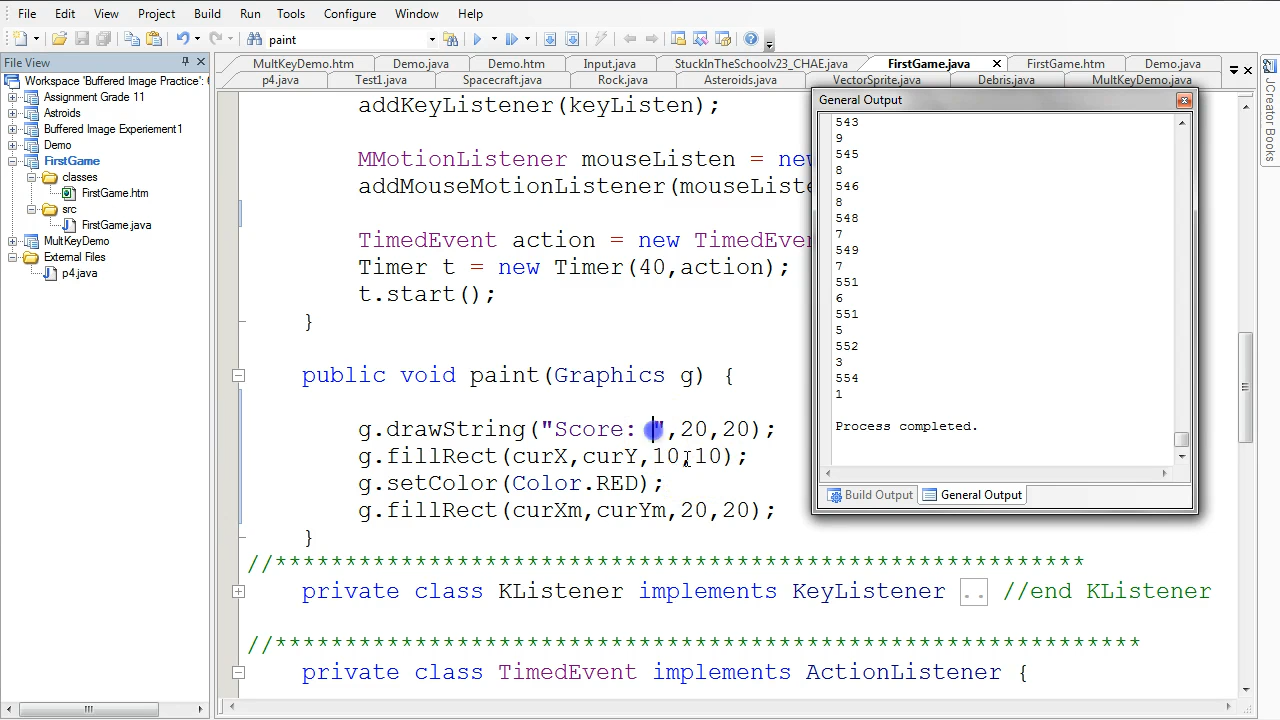 File Edit View Project Build Run Tools Configure Window Help
paint
File View
Workspace 'Buffered Image Practice':
Assignment Grade 11
Astroids
Buffered Image Experiement1
Demo
FirstGame
classes
FirstGame.htm
src
FirstGame.java
MultKeyDemo
External Files
p4.java
MultKeyDemo.htm Demo.java Demo.htm Input.java StuckInTheSchoolv23_CHAE.java FirstGame.java FirstGame.htm Demo.java
p4.java Test1.java Spacecraft.java Rock.java Asteroids.java VectorSprite.java Debris.java MultKeyDemo.java
addKeyListener(keyListen);
MMotionListener mouseListen = new
addMouseMotionListener(mouseListe
TimedEvent action = new TimedEven
Timer t = new Timer(40,action);
t.start();
}
public void paint(Graphics g) {
g.drawString("Score: ",20,20);
g.fillRect(curX,curY,10,10);
g.setColor(Color.RED);
g.fillRect(curXm,curYm,20,20);
}
//**********************************************************
private class KListener implements KeyListener .. //end KListener
//**************************************************************
private class TimedEvent implements ActionListener {
General Output
543
9
545
8
546
8
548
7
549
7
551
6
551
5
552
3
554
1
Process completed.
Build Output General Output
JCreator Books